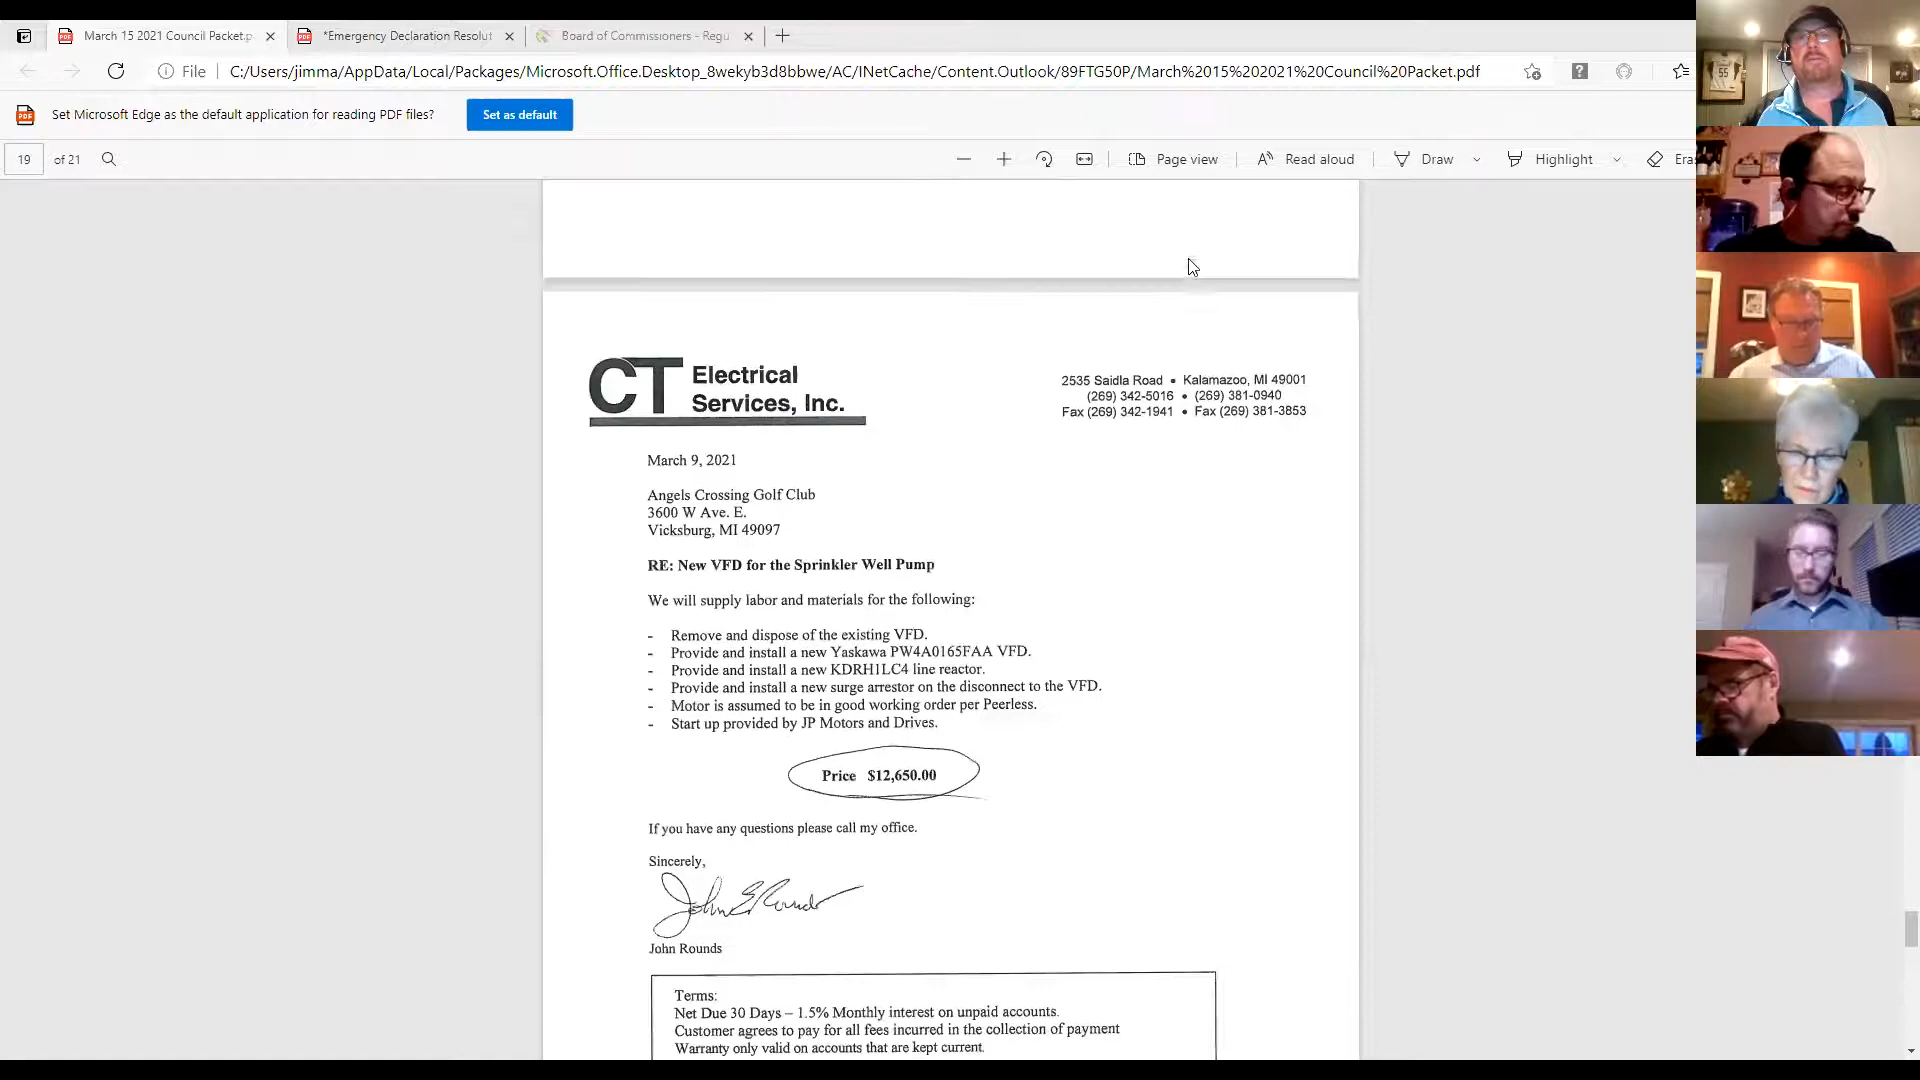 March 15 2021 Council Packet.p
*Emergency Declaration Resolut
Board of Commissioners - Regu
File
C:/Users/jimma/AppData/Local/Packages/Microsoft.Office.Desktop_8wekyb3d8bbwe/AC/INetCache/Content.Outlook/89FTG50P/March%2015%202021%20Council%20Packet.pdf
Set Microsoft Edge as the default application for reading PDF files?
Set as default
19 of 21
Page view
Read aloud
Draw
Highlight
Eras
CT Electrical
Services, Inc.
2535 Saidla Road • Kalamazoo, MI 49001
(269) 342-5016 • (269) 381-0940
Fax (269) 342-1941 • Fax (269) 381-3853
March 9, 2021
Angels Crossing Golf Club
3600 W Ave. E.
Vicksburg, MI 49097
RE: New VFD for the Sprinkler Well Pump
We will supply labor and materials for the following:
- Remove and dispose of the existing VFD.
- Provide and install a new Yaskawa PW4A0165FAA VFD.
- Provide and install a new KDRH1LC4 line reactor.
- Provide and install a new surge arrestor on the disconnect to the VFD.
- Motor is assumed to be in good working order per Peerless.
- Start up provided by JP Motors and Drives.
Price $12,650.00
If you have any questions please call my office.
Sincerely,
John E Rounds
John Rounds
Terms:
Net Due 30 Days – 1.5% Monthly interest on unpaid accounts.
Customer agrees to pay for all fees incurred in the collection of payment
Warranty only valid on accounts that are kept current.
55